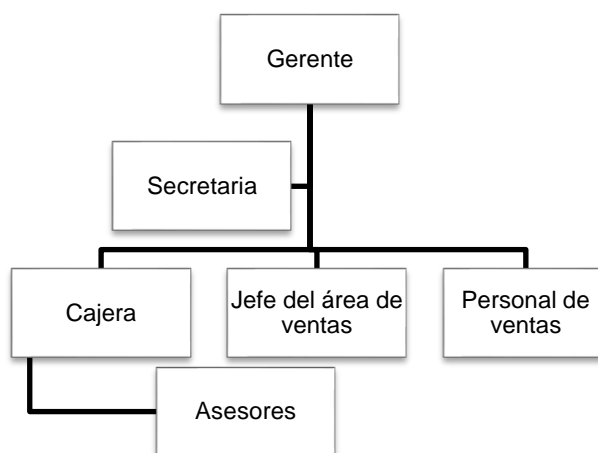 Gerente
Secretaria
Cajera
Jefe del área de
ventas
Personal de
ventas
Asesores